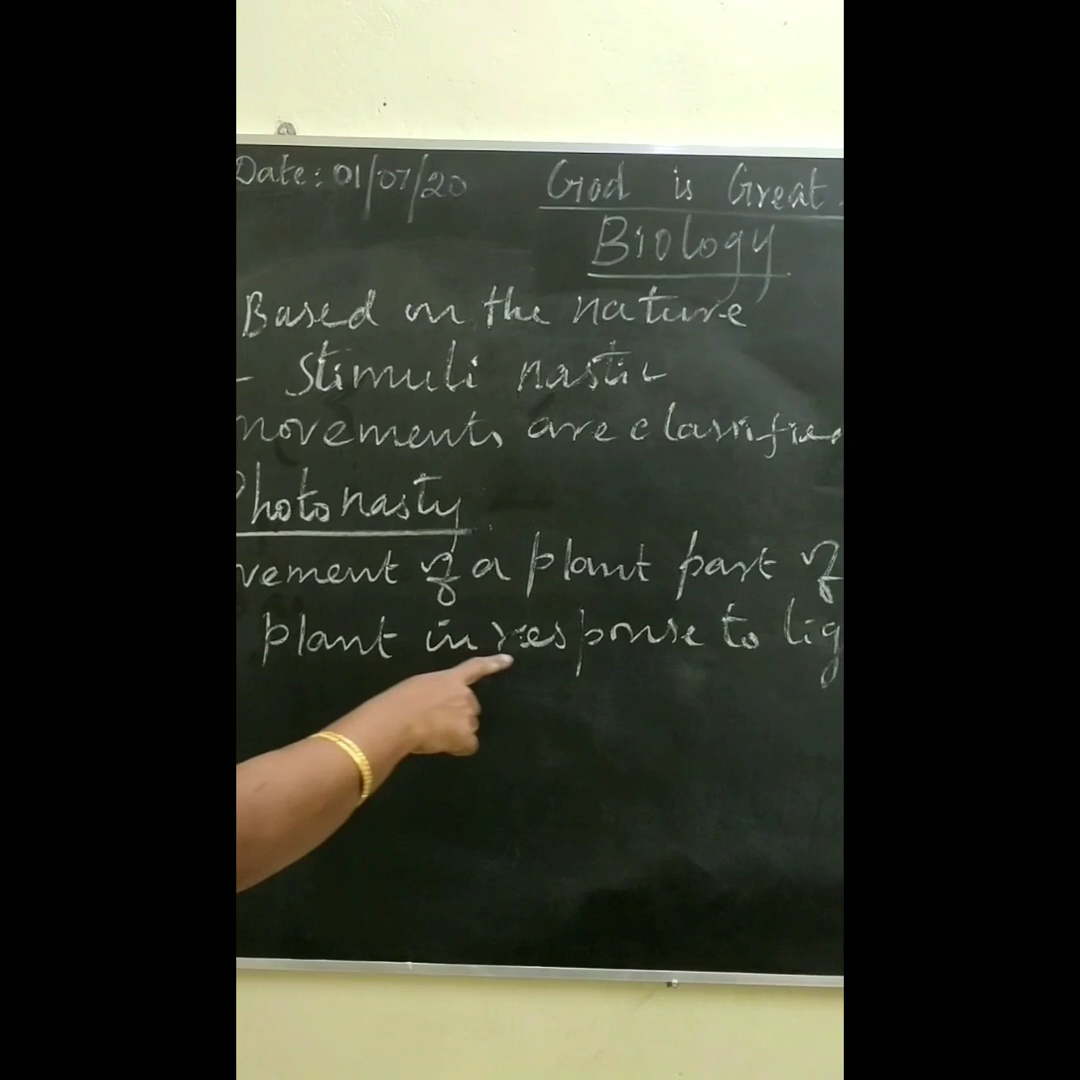 Date: 01/07/20
God is Great.
Biology
Based on the nature
- Stimuli nastic
movements are classified
Photonasty
vement of a plant part of
plant in response to lig